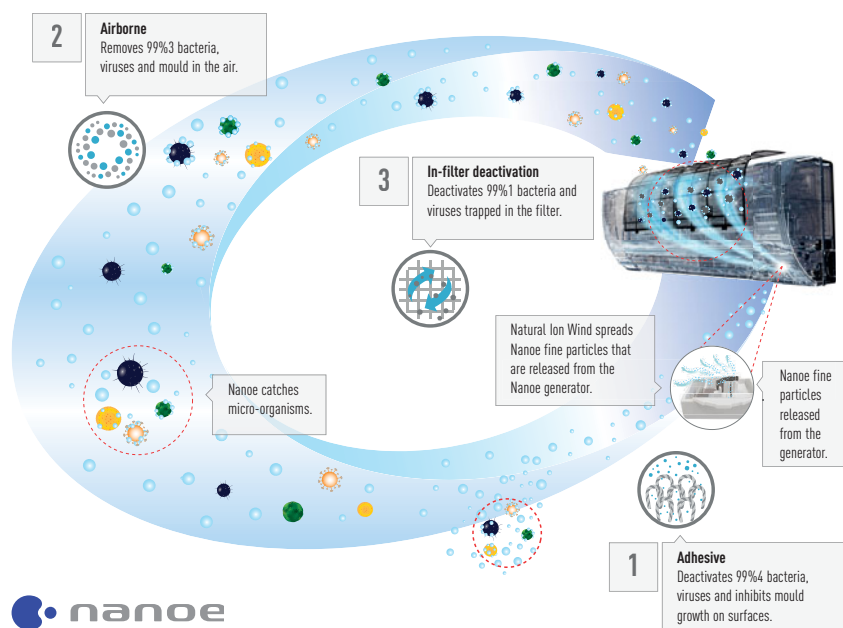 2
Airborne
Removes 99%3 bacteria,
viruses and mould in the air.
3
In-filter deactivation
Deactivates 99%1 bacteria and
viruses trapped in the filter.
Natural Ion Wind spreads
Nanoe fine particles that
are released from the
Nanoe generator.
Nanoe fine
particles
released
from the
generator.
Nanoe catches
micro-organisms.
1
Adhesive
Deactivates 99%4 bacteria,
viruses and inhibits mould
growth on surfaces.
nanoe